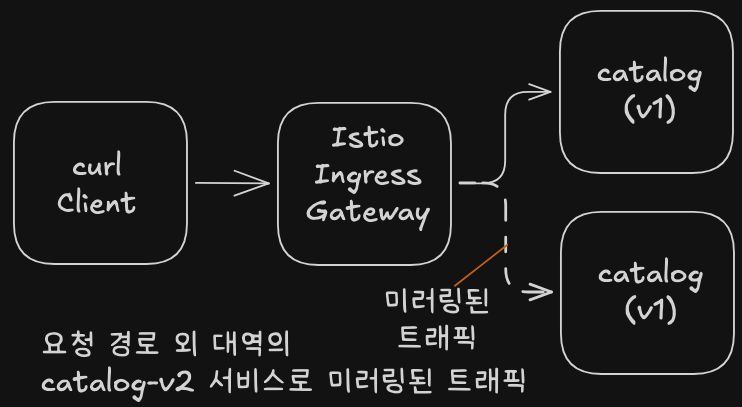 curl
Client
Istio
Ingress
Gateway
catalog
(v1)
catalog
(v1)
미러링된
트래픽
요청 경로 외 대역의
catalog-v2 서비스로 미러링된 트래픽